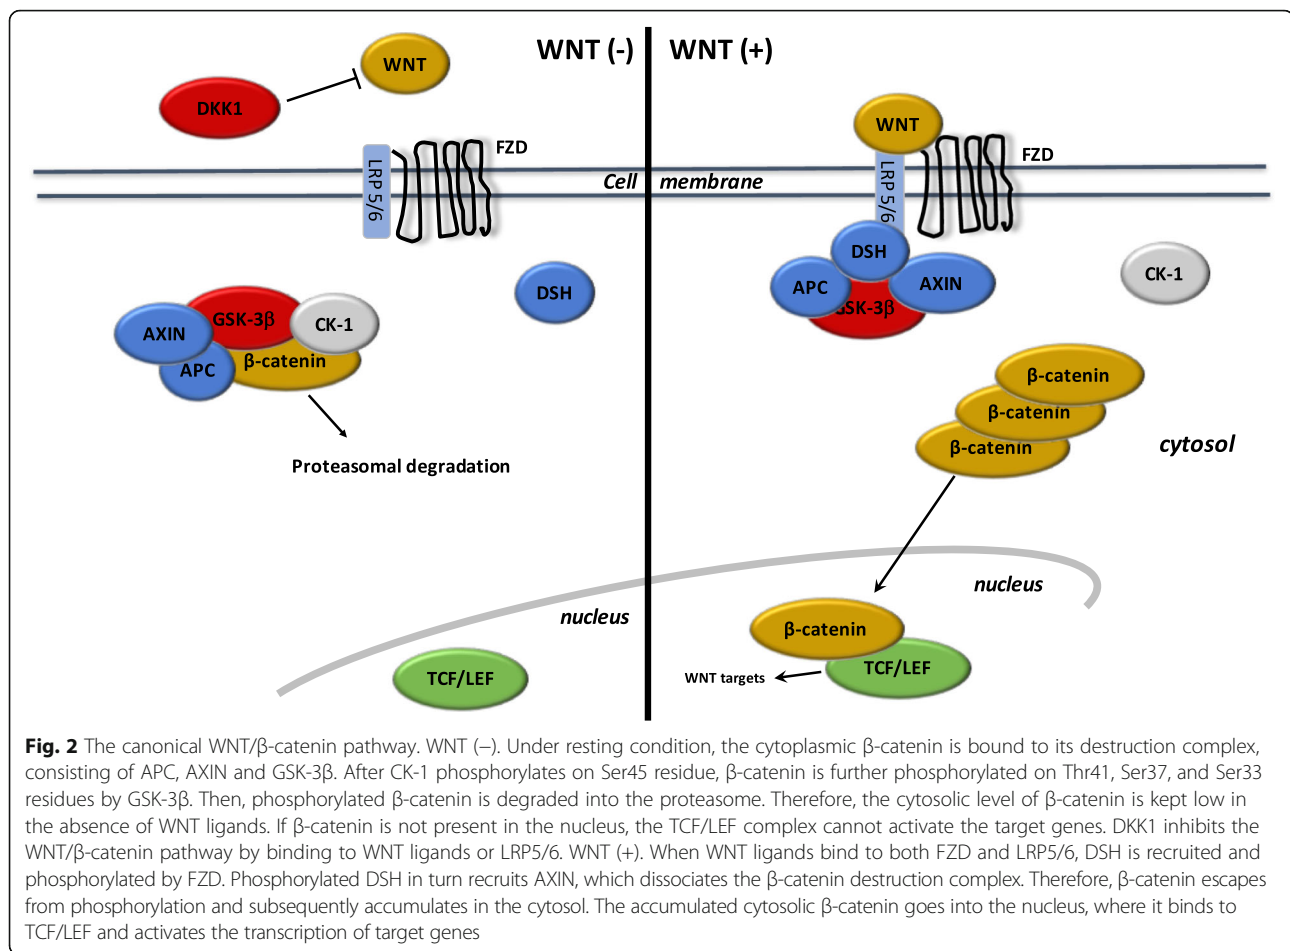 WNT (-)
WNT (+)
WNT
DKK1
LRP 5/6
FZD
WNT
LRP 5/6
FZD
Cell membrane
DSH
AXIN
GSK-3β
CK-1
APC
β-catenin
Proteasomal degradation
DSH
APC
AXIN
GSK-3β
CK-1
β-catenin
β-catenin
β-catenin
cytosol
nucleus
nucleus
TCF/LEF
β-catenin
TCF/LEF
WNT targets
Fig. 2 The canonical WNT/β-catenin pathway. WNT (−). Under resting condition, the cytoplasmic β-catenin is bound to its destruction complex,
consisting of APC, AXIN and GSK-3β. After CK-1 phosphorylates on Ser45 residue, β-catenin is further phosphorylated on Thr41, Ser37, and Ser33
residues by GSK-3β. Then, phosphorylated β-catenin is degraded into the proteasome. Therefore, the cytosolic level of β-catenin is kept low in
the absence of WNT ligands. If β-catenin is not present in the nucleus, the TCF/LEF complex cannot activate the target genes. DKK1 inhibits the
WNT/β-catenin pathway by binding to WNT ligands or LRP5/6. WNT (+). When WNT ligands bind to both FZD and LRP5/6, DSH is recruited and
phosphorylated by FZD. Phosphorylated DSH in turn recruits AXIN, which dissociates the β-catenin destruction complex. Therefore, β-catenin escapes
from phosphorylation and subsequently accumulates in the cytosol. The accumulated cytosolic β-catenin goes into the nucleus, where it binds to
TCF/LEF and activates the transcription of target genes